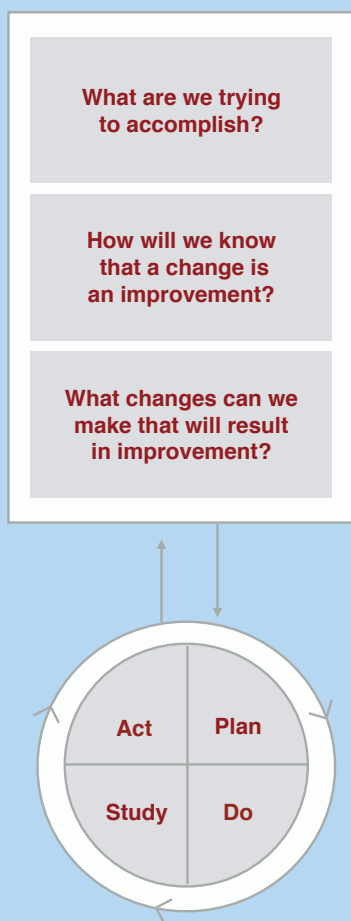 What are we trying
to accomplish?
How will we know
that a change is
an improvement?
What changes can we
make that will result
in improvement?
Act
Plan
Study
Do